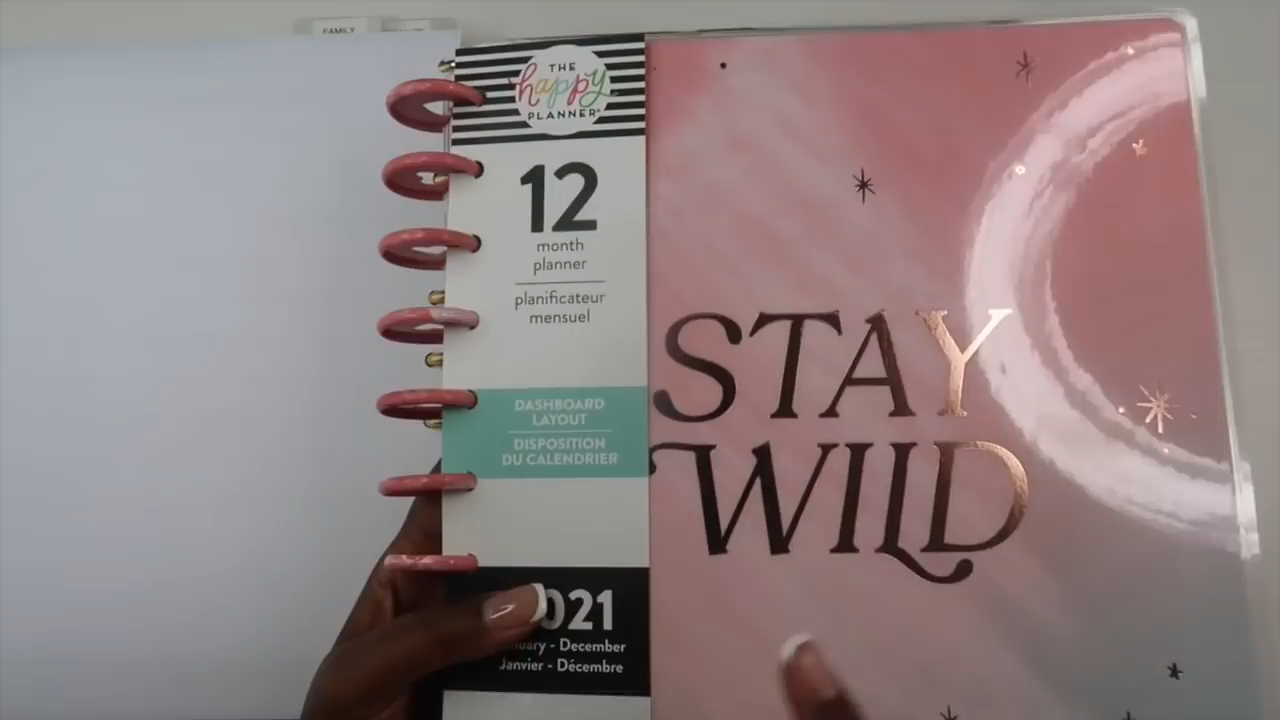 FAMILY
THE
happy
PLANNER®
12
month
planner
planificateur
mensuel
DASHBOARD
LAYOUT
DISPOSITION
DU CALENDRIER
021
- December
Janvier - Décembre
STAY
WILD